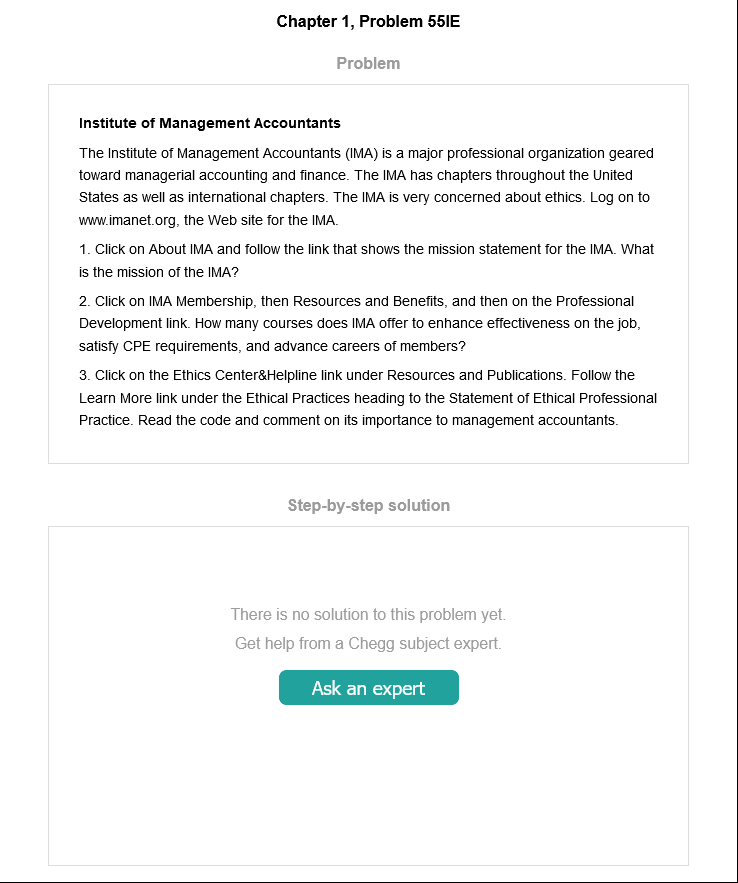 Chapter 1, Problem 55IE
Problem
Institute of Management Accountants
The Institute of Management Accountants (IMA) is a major professional organization geared
toward managerial accounting and finance. The IMA has chapters throughout the United
States as well as international chapters. The IMA is very concerned about ethics. Log on to
www.imanet.org, the Web site for the IMA.
1. Click on About IMA and follow the link that shows the mission statement for the IMA. What
is the mission of the IMA?
2. Click on IMA Membership, then Resources and Benefits, and then on the Professional
Development link. How many courses does IMA offer to enhance effectiveness on the job,
satisfy CPE requirements, and advance careers of members?
3. Click on the Ethics Center&Helpline link under Resources and Publications. Follow the
Learn More link under the Ethical Practices heading to the Statement of Ethical Professional
Practice. Read the code and comment on its importance to management accountants.
Step-by-step solution
There is no solution to this problem yet.
Get help from a Chegg subject expert.
Ask an expert